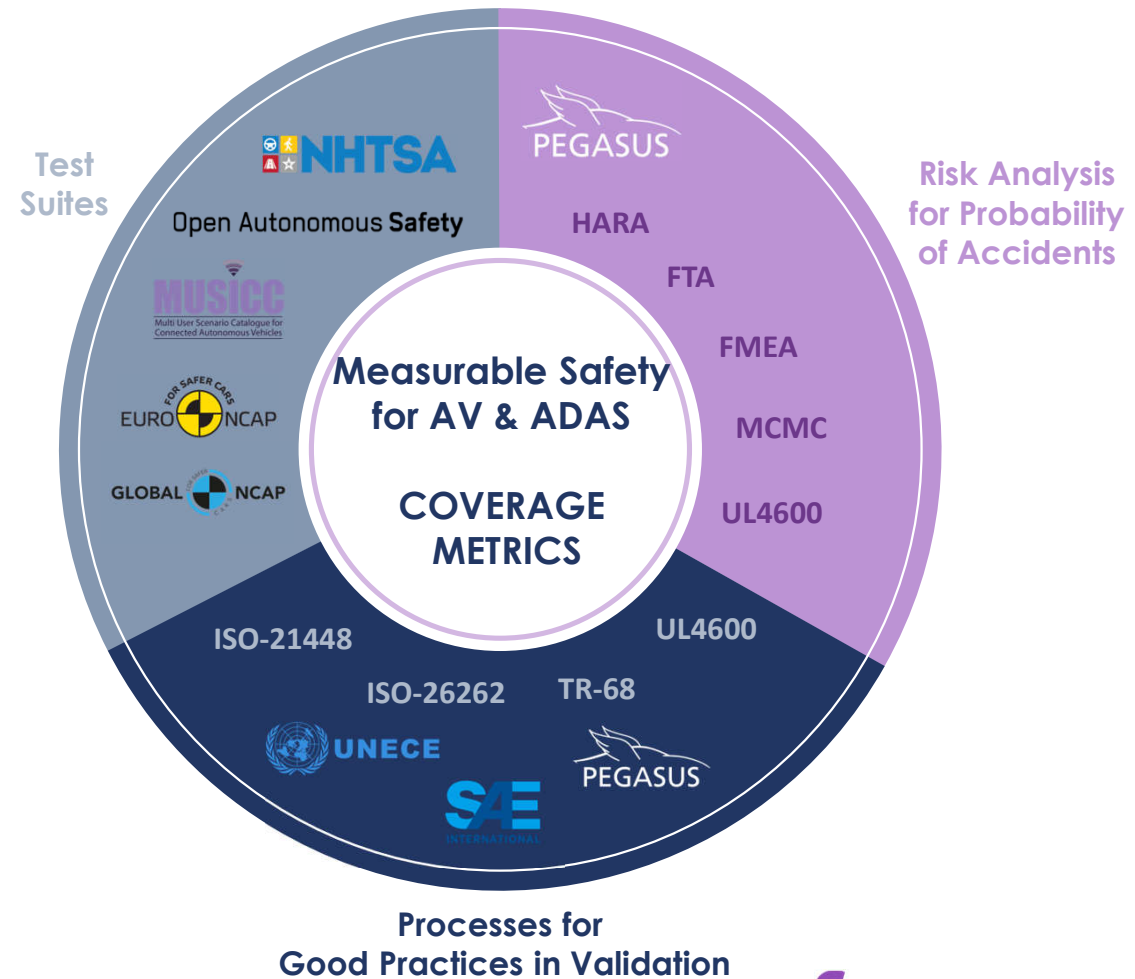 Test
Suites
NHTSA
Open Autonomous Safety
MUSICC
Multi User Scenario Catalogue for
Connected Autonomous Vehicles
FOR SAFER CARS
EURO NCAP
FOR SAFER CARS
GLOBAL NCAP
PEGASUS
HARA
FTA
FMEA
MCMC
UL4600
Risk Analysis
for Probability
of Accidents
Measurable Safety
for AV & ADAS
COVERAGE
METRICS
ISO-21448
UL4600
ISO-26262
TR-68
UNECE
PEGASUS
SAE
INTERNATIONAL
Processes for
Good Practices in Validation